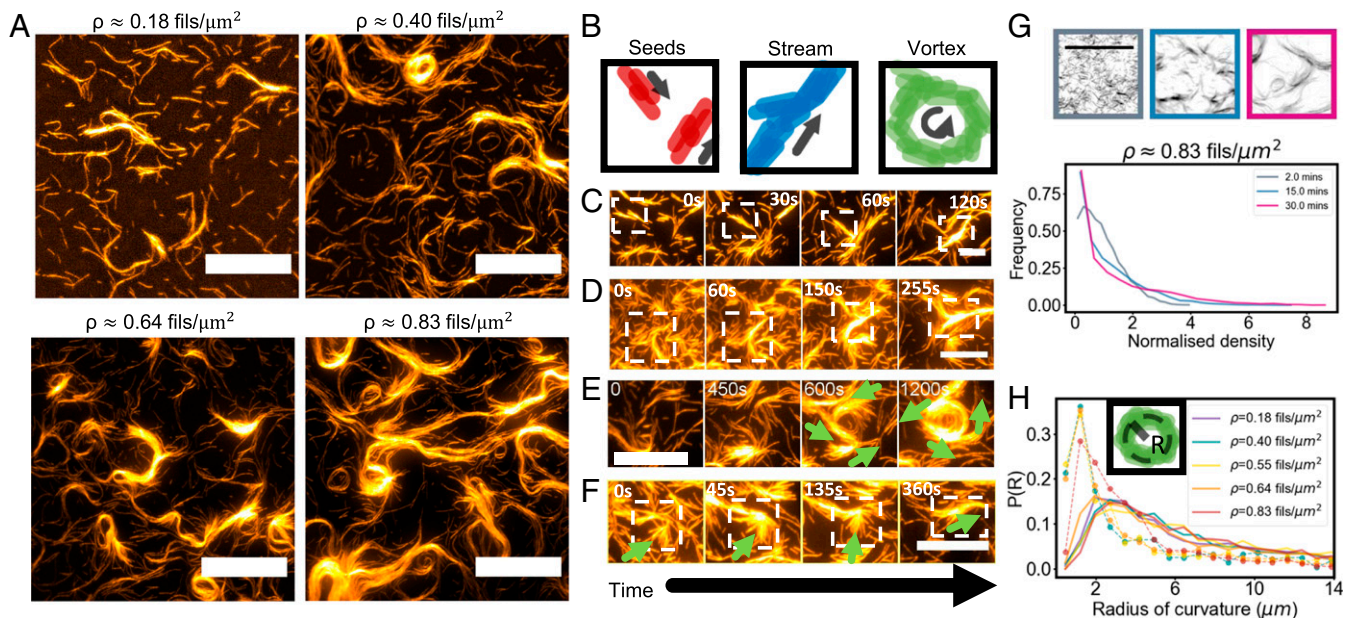 A
ρ ≈ 0.18 fils/μm²
ρ ≈ 0.40 fils/μm²
ρ ≈ 0.64 fils/μm²
ρ ≈ 0.83 fils/μm²
B
Seeds
Stream
Vortex
C
0s
30s
60s
120s
D
0s
60s
150s
255s
E
0
450s
600s
1200s
F
0s
45s
135s
360s
Time
G
ρ ≈ 0.83 fils/μm²
2.0 mins
15.0 mins
30.0 mins
Frequency
0.75
0.50
0.25
0.00
0
2
4
6
8
Normalised density
H
R
ρ=0.18 fils/μm²
ρ=0.40 fils/μm²
ρ=0.55 fils/μm²
ρ=0.64 fils/μm²
ρ=0.83 fils/μm²
P(R)
0.3
0.2
0.1
0.0
2
6
10
14
Radius of curvature (μm)